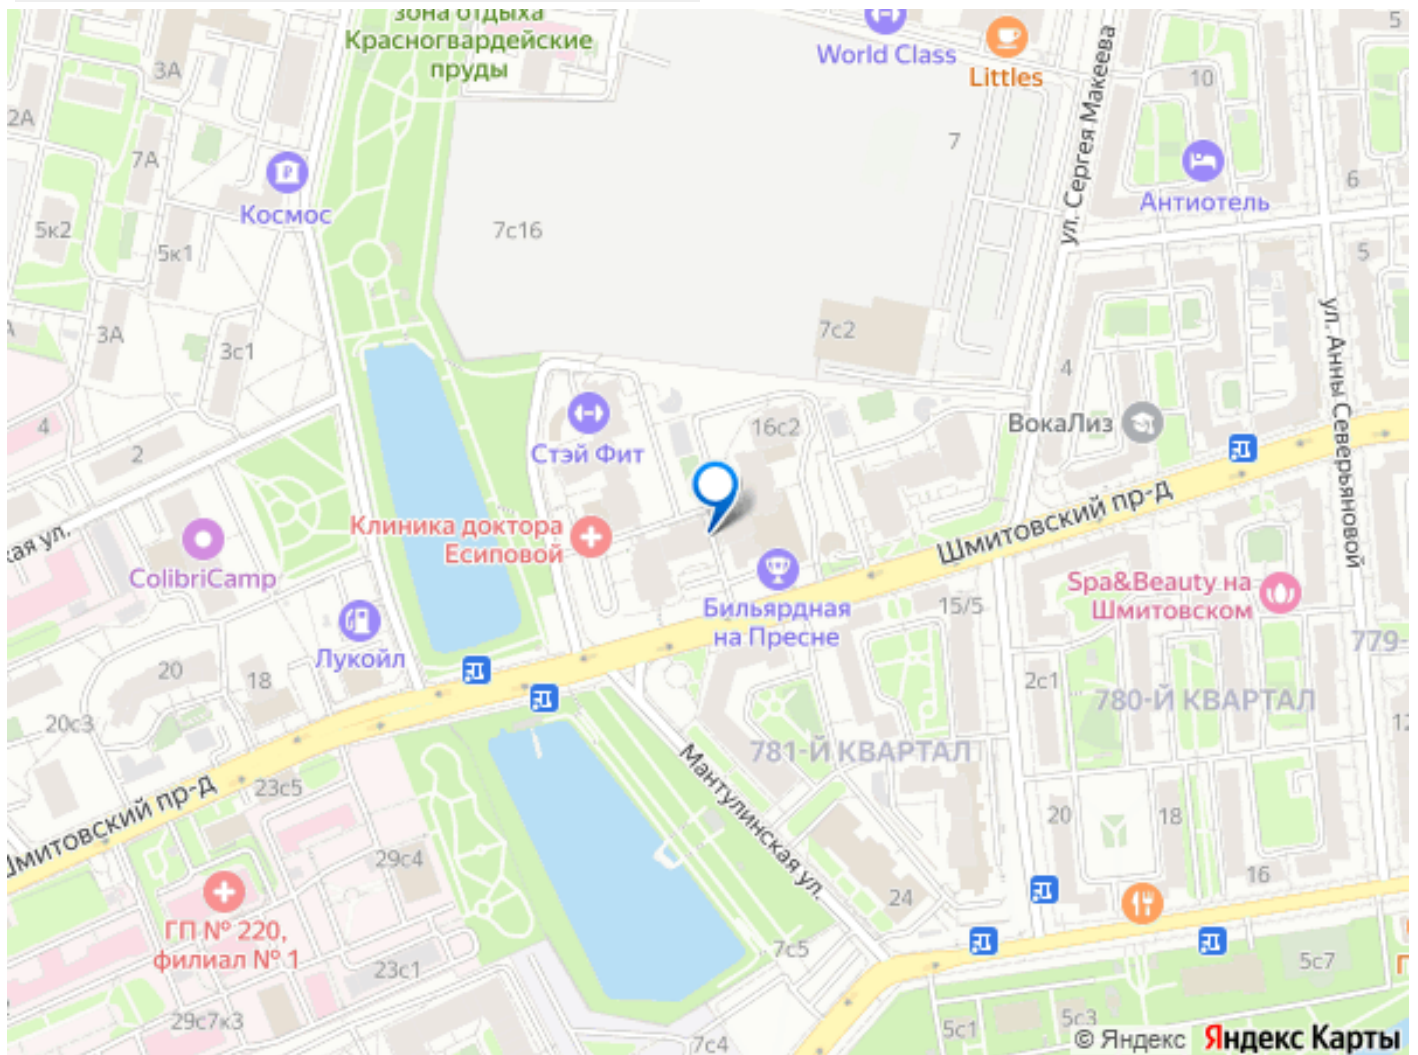 зона отдыха
Красногвардейские
пруды
World Class
Littles
5
3А
10
2А
7А
7
ул. Сергея Макеева
6
Антиотель
Космос
5к2
5к1
7с16
5
3А
3с1
7с2
4
ул. Анны Северьяновой
4
2
Стэй Фит
16с2
ВокаЛиз
Шмитовский пр-д
кая ул.
Клиника доктора
Есиповой
ColibriCamp
Бильярдная
на Пресне
15/5
Spa&Beauty на
Шмитовском
Лукойл
779-
20
18
2с1
780-Й КВАРТАЛ
20с3
12
781-Й КВАРТАЛ
Мантулинская ул.
23с5
Шмитовский пр-д
29с4
20
18
24
16
ГП № 220,
филиал № 1
23с1
7с5
5с7
29с7к3
5с1
5с3
7с4
© Яндекс Яндекс Карты